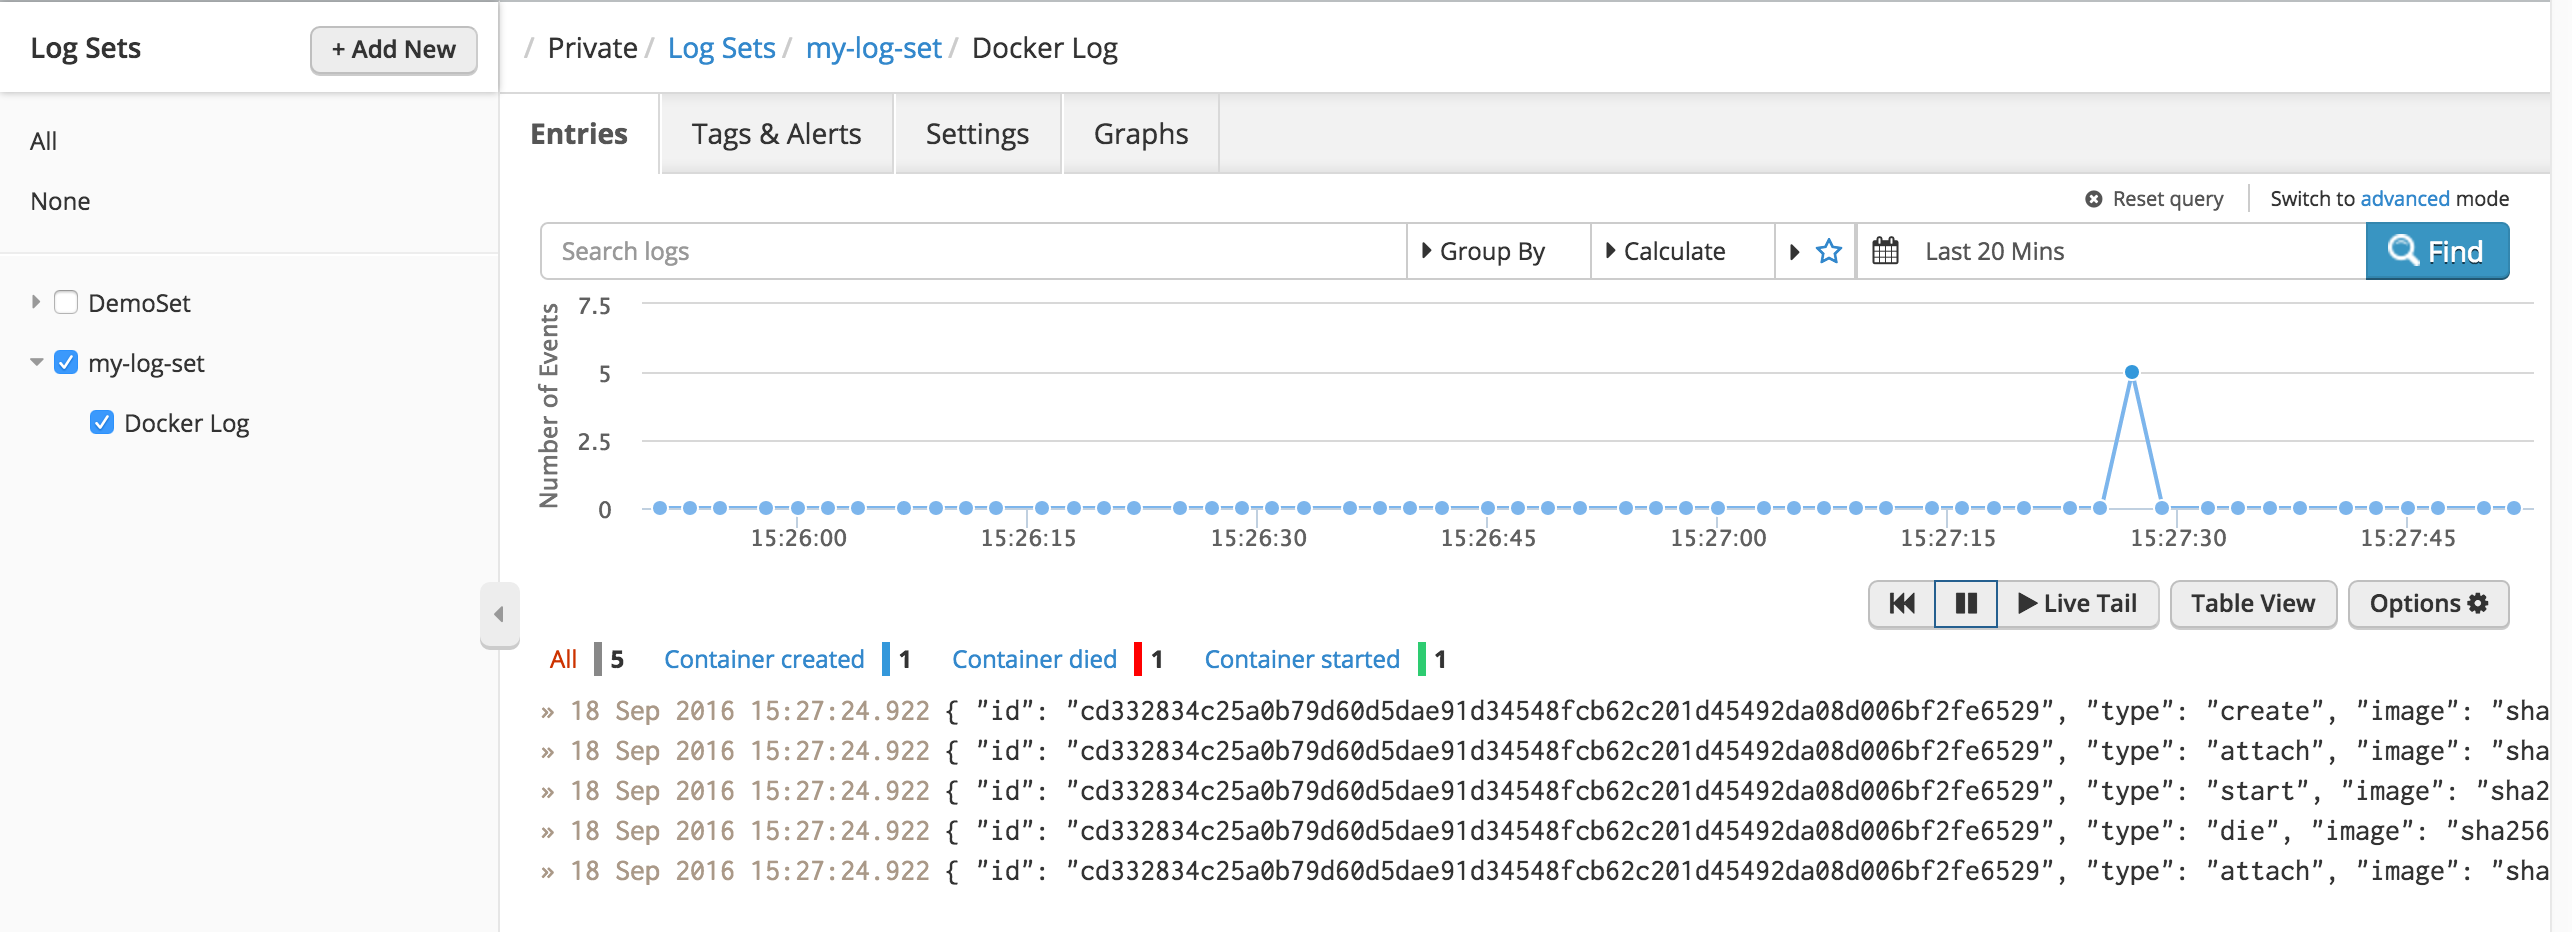 Log Sets
+ Add New
/ Private / Log Sets / my-log-set / Docker Log
All
None
DemoSet
my-log-set
Docker Log
Entries
Tags & Alerts
Settings
Graphs
Reset query
Switch to advanced mode
Search logs
Group By
Calculate
Last 20 Mins
Find
Number of Events
7.5
5
2.5
0
15:26:00 15:26:15 15:26:30 15:26:45 15:27:00 15:27:15 15:27:30 15:27:45
Live Tail
Table View
Options
All 5 Container created 1 Container died 1 Container started 1
» 18 Sep 2016 15:27:24.922 { "id": "cd332834c25a0b79d60d5dae91d34548fcb62c201d45492da08d006bf2fe6529", "type": "create", "image": "sha
» 18 Sep 2016 15:27:24.922 { "id": "cd332834c25a0b79d60d5dae91d34548fcb62c201d45492da08d006bf2fe6529", "type": "attach", "image": "sha
» 18 Sep 2016 15:27:24.922 { "id": "cd332834c25a0b79d60d5dae91d34548fcb62c201d45492da08d006bf2fe6529", "type": "start", "image": "sha2
» 18 Sep 2016 15:27:24.922 { "id": "cd332834c25a0b79d60d5dae91d34548fcb62c201d45492da08d006bf2fe6529", "type": "die", "image": "sha256
» 18 Sep 2016 15:27:24.922 { "id": "cd332834c25a0b79d60d5dae91d34548fcb62c201d45492da08d006bf2fe6529", "type": "attach", "image": "sha